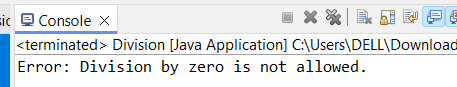 Console
<terminated> Division [Java Application] C:\Users\DELL\Download
Error: Division by zero is not allowed.